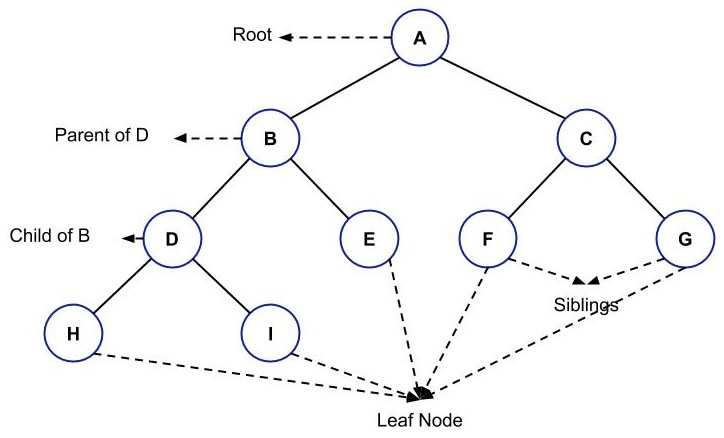 Root
A
Parent of D
B
C
Child of B
D
E
F
G
Siblings
H
I
Leaf Node